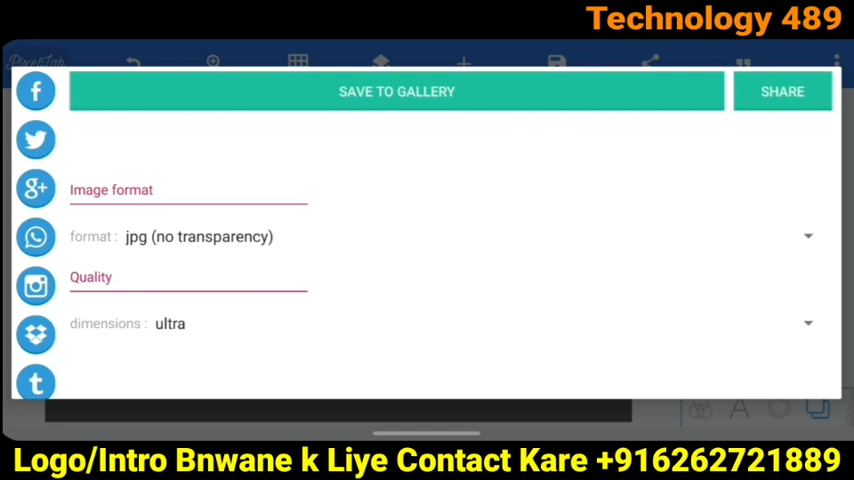 Technology 489
PixelLab
SAVE TO GALLERY
SHARE
Image format
format : jpg (no transparency)
Quality
dimensions : ultra
Logo/Intro Bnwane k Liye Contact Kare +916262721889